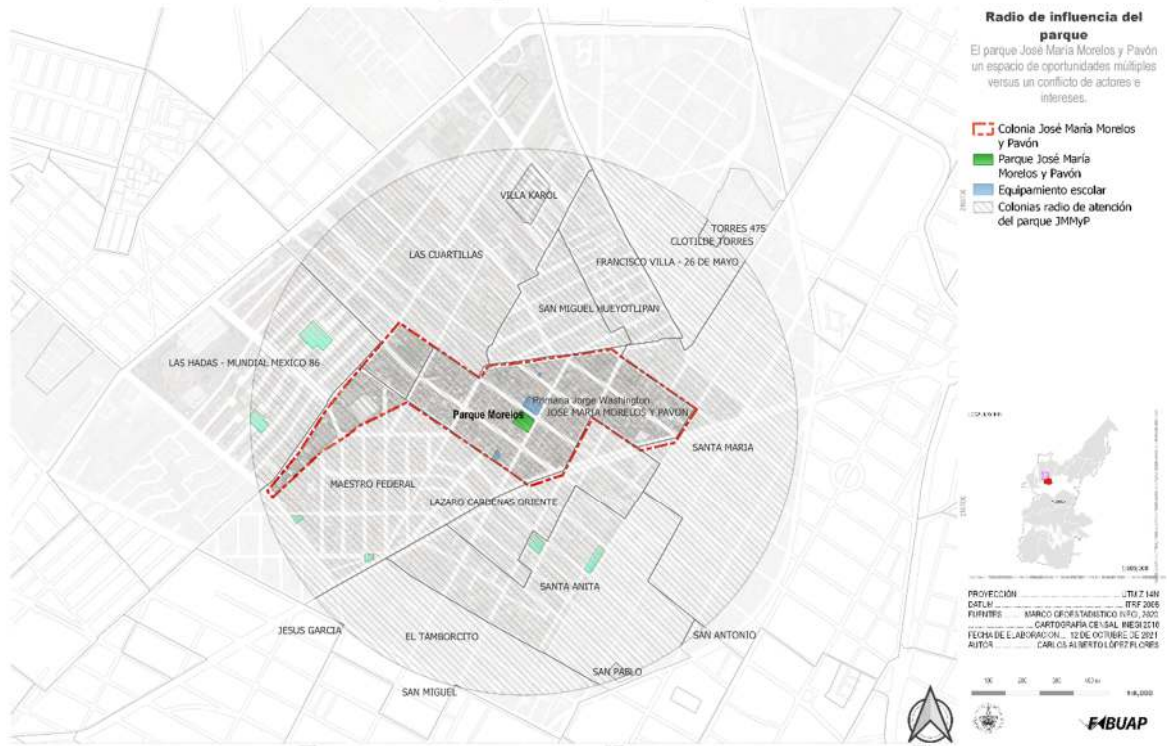 Radio de influencia del
parque
El parque José María Morelos y Pavón
un espacio de oportunidades múltiples
versus un conflicto de actores e
intereses.
Colonia José María Morelos
y Pavón
Parque José María
Morelos y Pavón
Equipamiento escolar
Colonias radio de atención
del parque JMMyP
VILLA KAROL
TORRES 475
CLOTILDE TORRES
LAS CUARTILLAS
FRANCISCO VILLA - 26 DE MAYO
SAN MIGUEL HUEYOTLIPAN
LAS HADAS - MUNDIAL MEXICO 86
Primaria Jorge Washington
Parque Morelos
JOSE MARIA MORELOS Y PAVON
SANTA MARIA
MAESTRO FEDERAL
LAZARO CARDENAS ORIENTE
SANTA ANITA
JESUS GARCIA
EL TAMBORCITO
SAN ANTONIO
SAN PABLO
SAN MIGUEL
PROYECCIÓN UTM Z 14N
DATUM ITRF 2008
FUENTES MARCO GEOESTADISTICO INEGI, 2020
CARTOGRAFÍA CENSAL INEGI 2010
FECHA DE ELABORACIÓN 12 DE OCTUBRE DE 2021
AUTOR CARLOS ALBERTO LÓPEZ FLORES
FABUAP